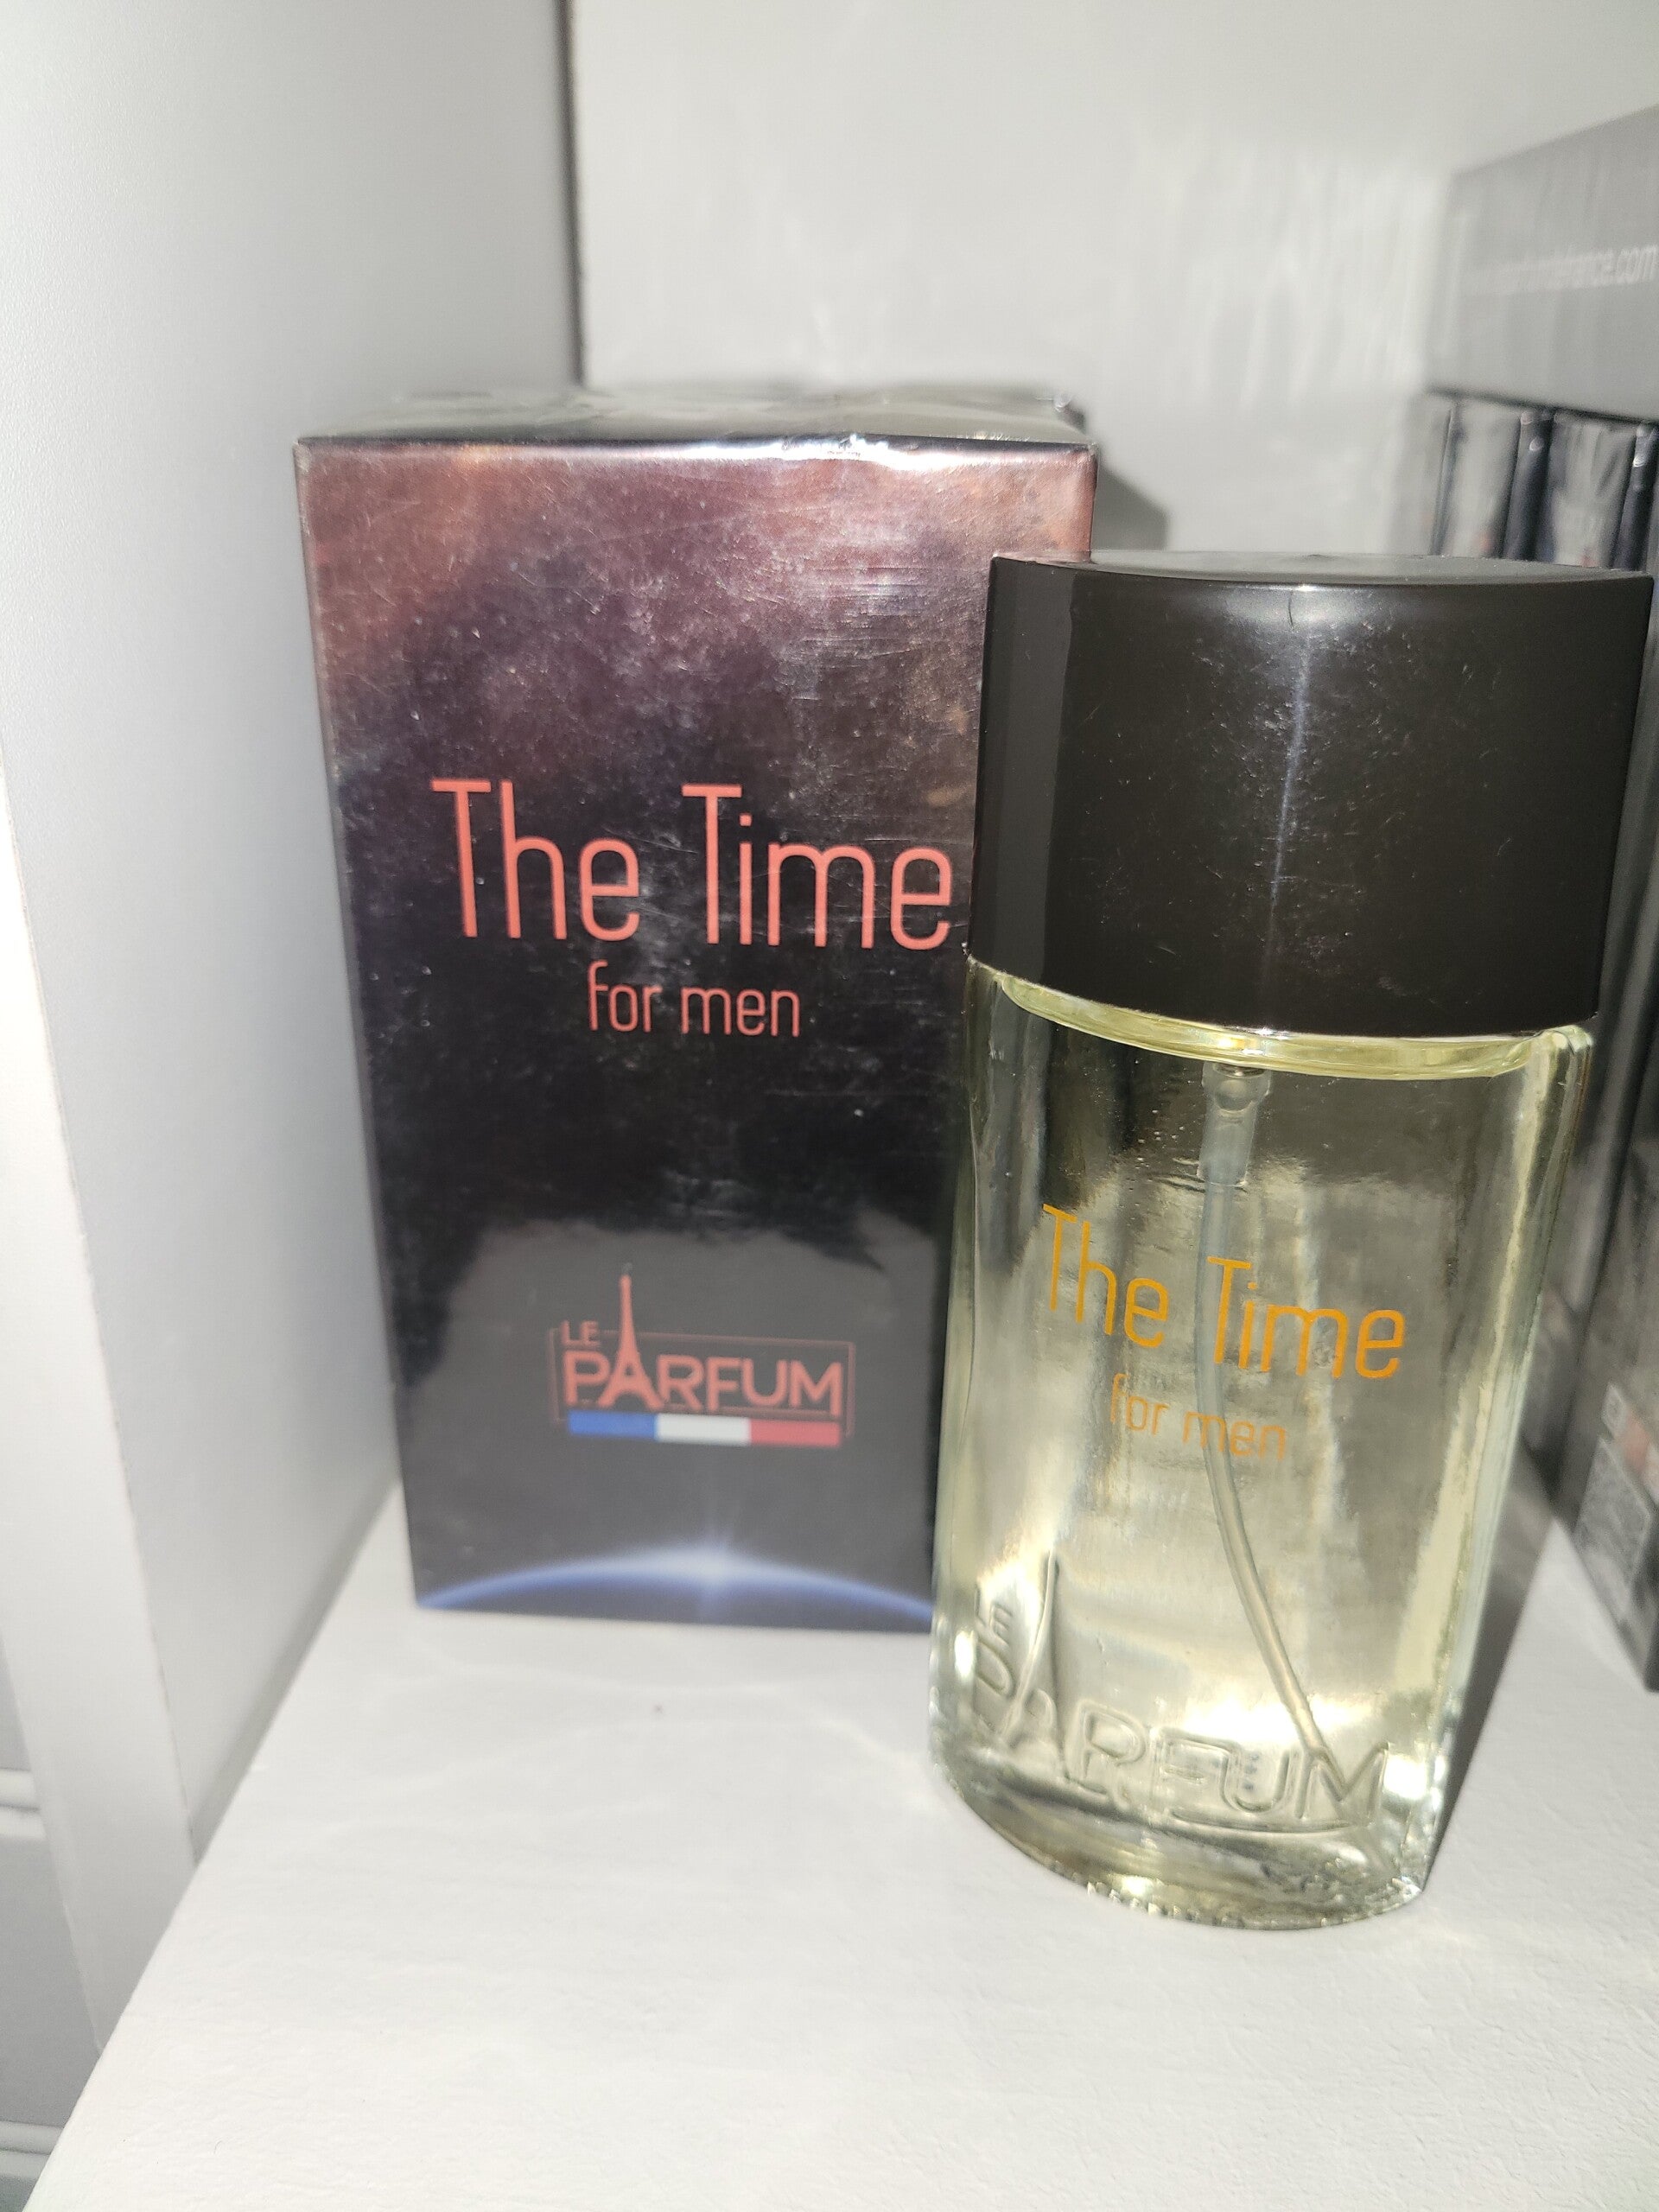 The Time
for men
LE
PARFUM
The Time
for men
LE
PARFUM